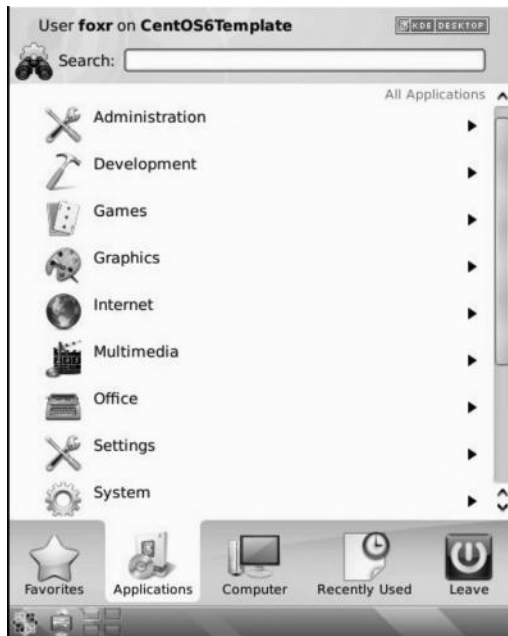 User foxr on CentOS6Template
KDE DESKTOP
Search:
All Applications
Administration
Development
Games
Graphics
Internet
Multimedia
Office
Settings
System
Favorites
Applications
Computer
Recently Used
Leave